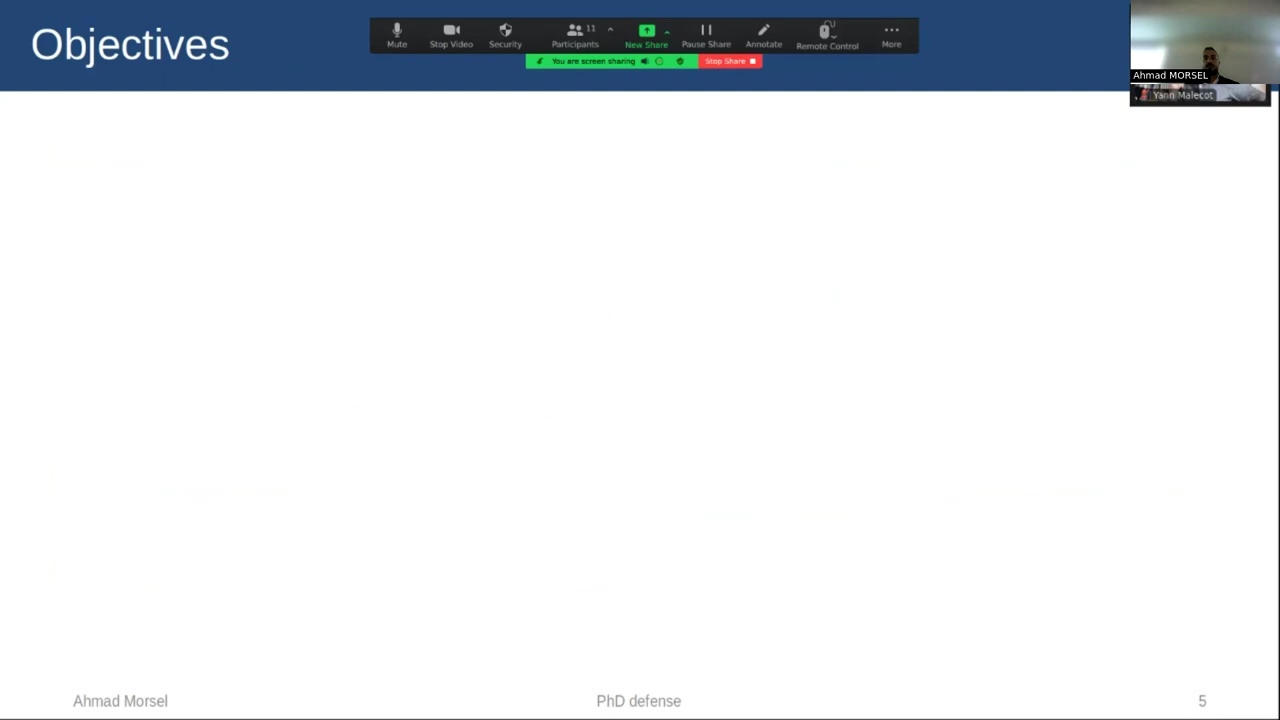 Objectives
Mute
Stop Video
Security
Participants
11
New Share
Pause Share
Annotate
Remote Control
More
You are screen sharing
Stop Share
Ahmad MORSEL
Yann Malecot
Ahmad Morsel
PhD defense
5